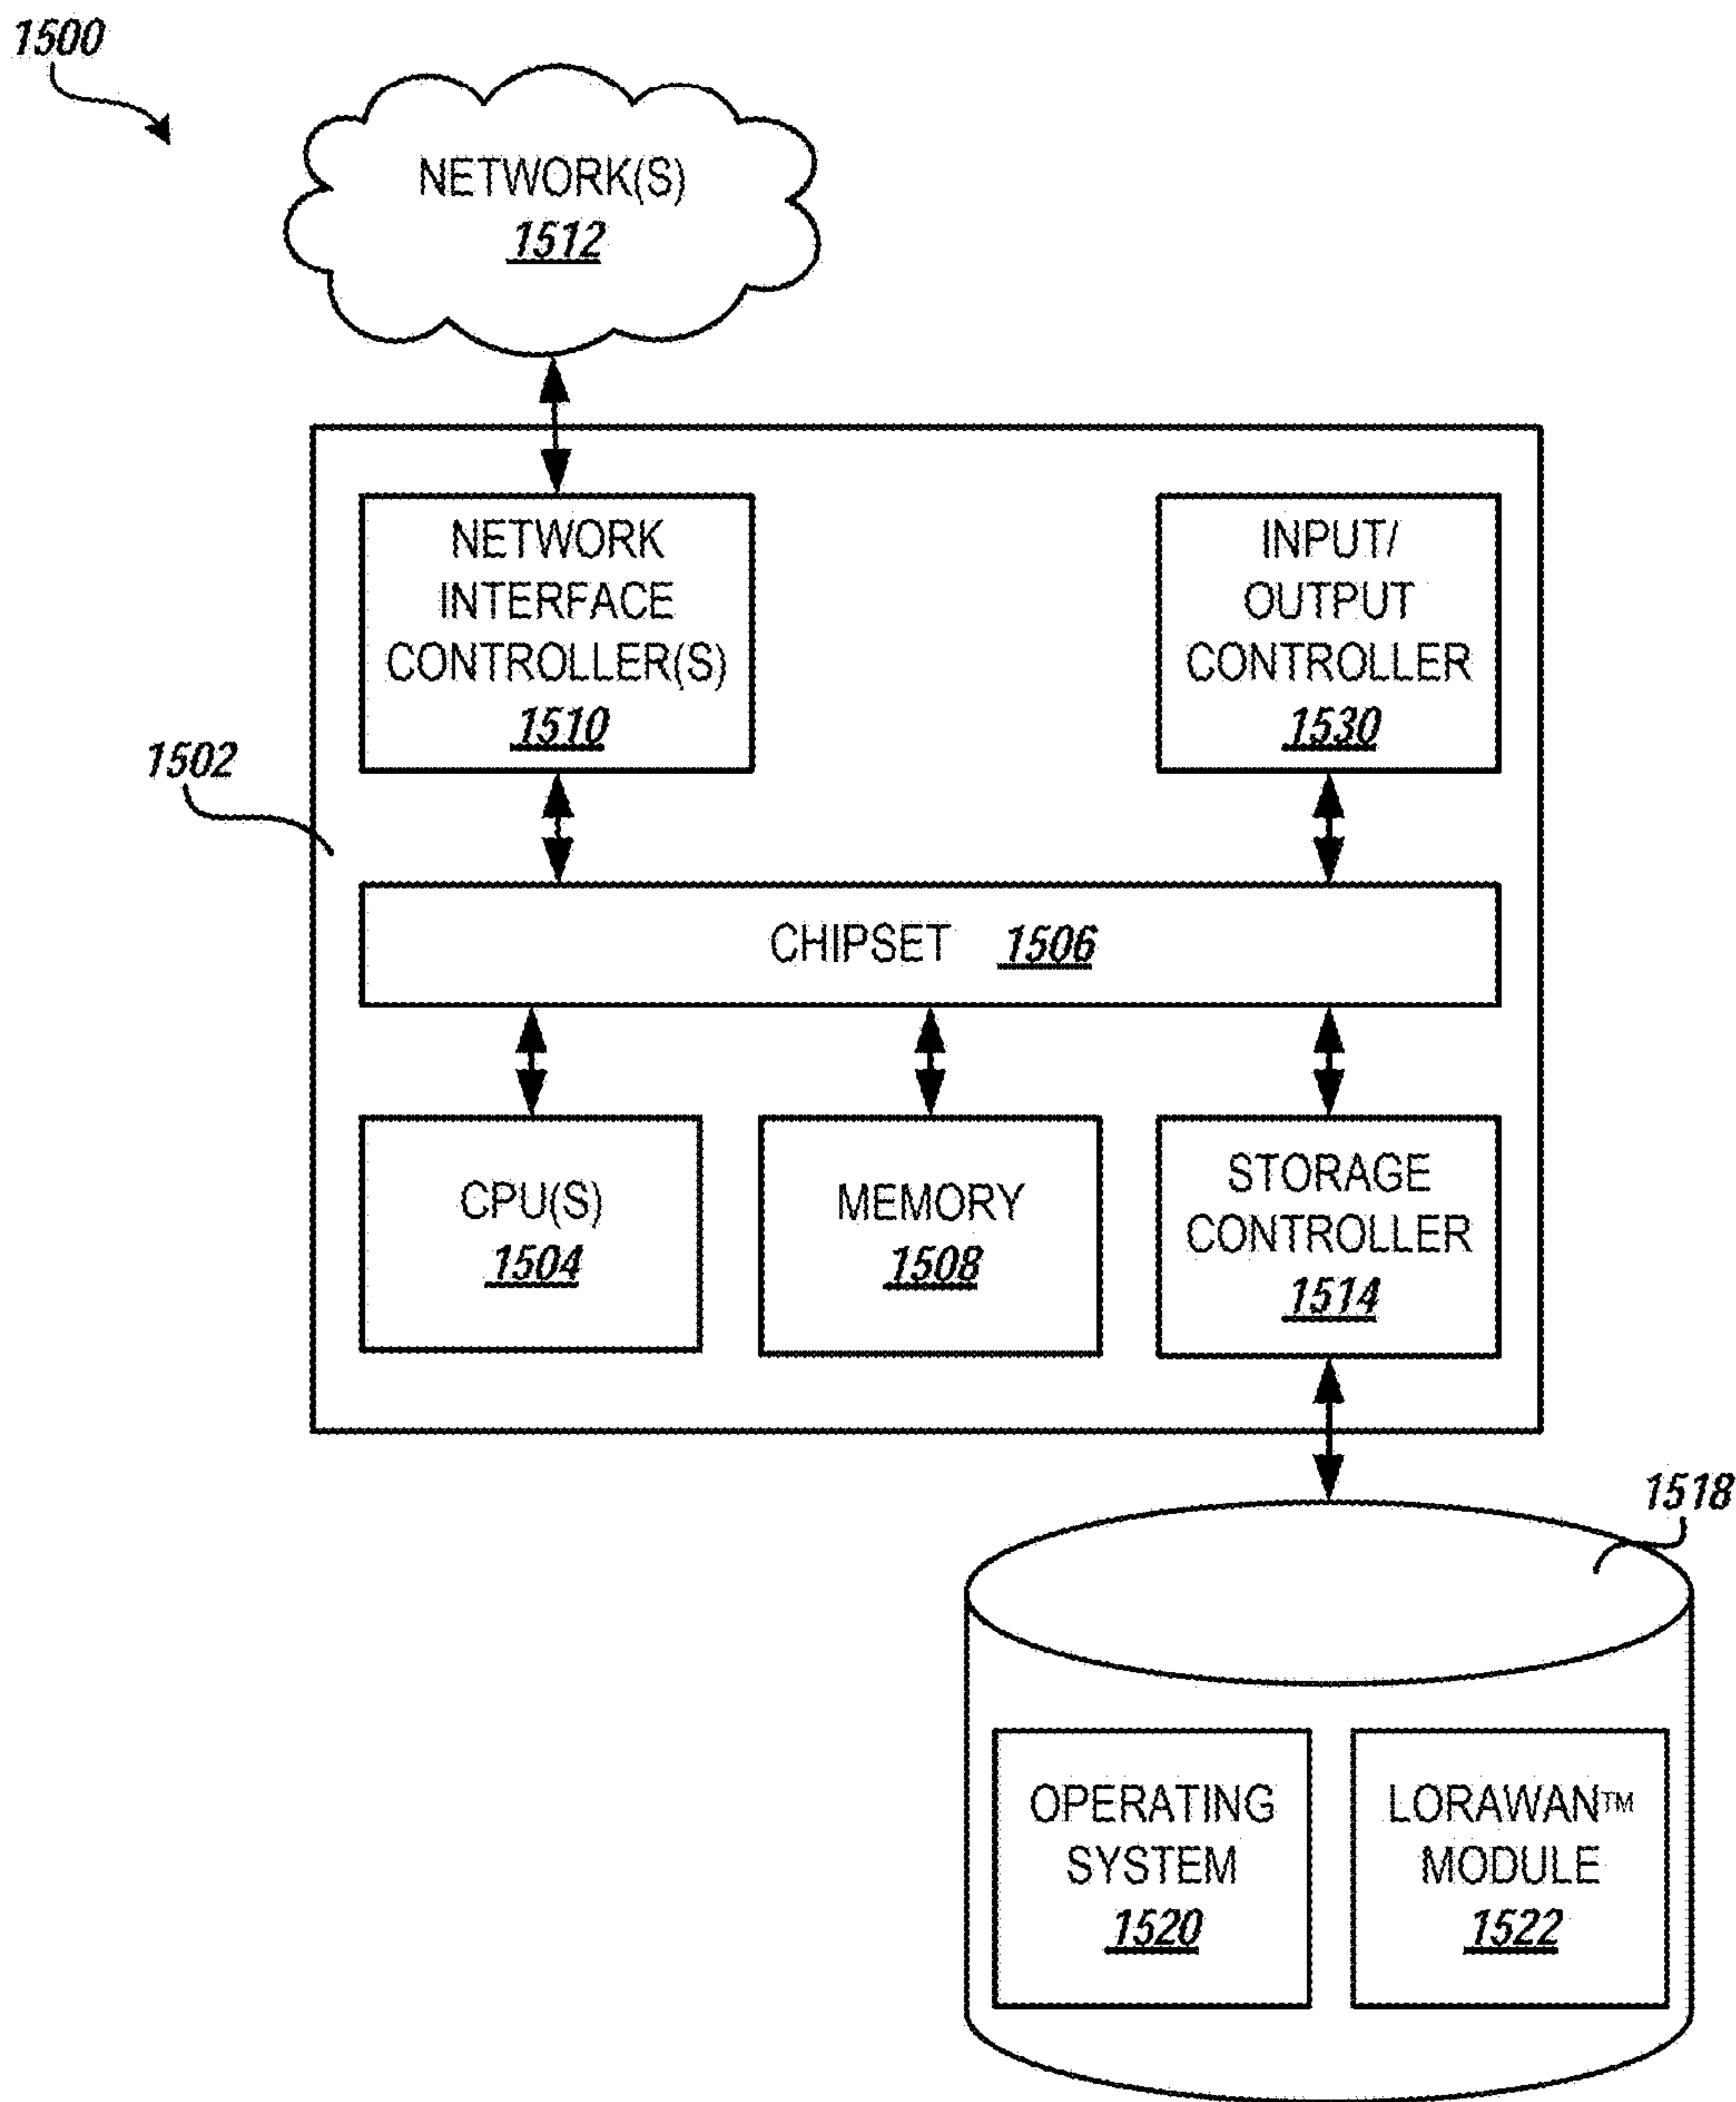 1500
NETWORK(S)
1512
NETWORK
INTERFACE
CONTROLLER(S)
1510
INPUT/
OUTPUT
CONTROLLER
1530
1502
CHIPSET 1506
CPU(S)
1504
MEMORY
1508
STORAGE
CONTROLLER
1514
1518
OPERATING
SYSTEM
1520
LORAWAN™
MODULE
1522